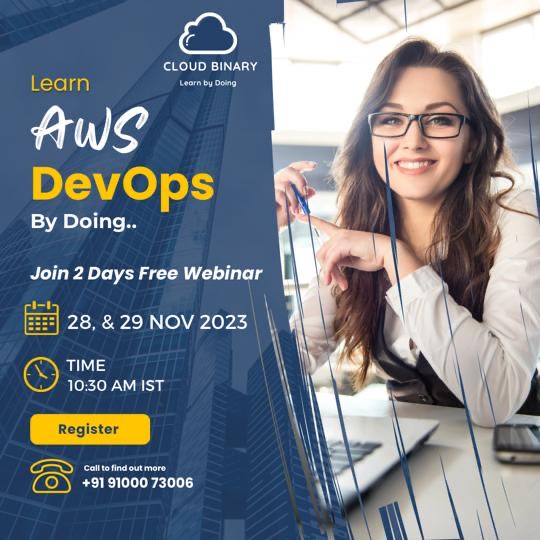 CLOUD BINARY
Learn by Doing
Learn
AWS
DevOps
By Doing..
Join 2 Days Free Webinar
28, & 29 NOV 2023
TIME
10:30 AM IST
Register
Call to find out more
+91 91000 73006